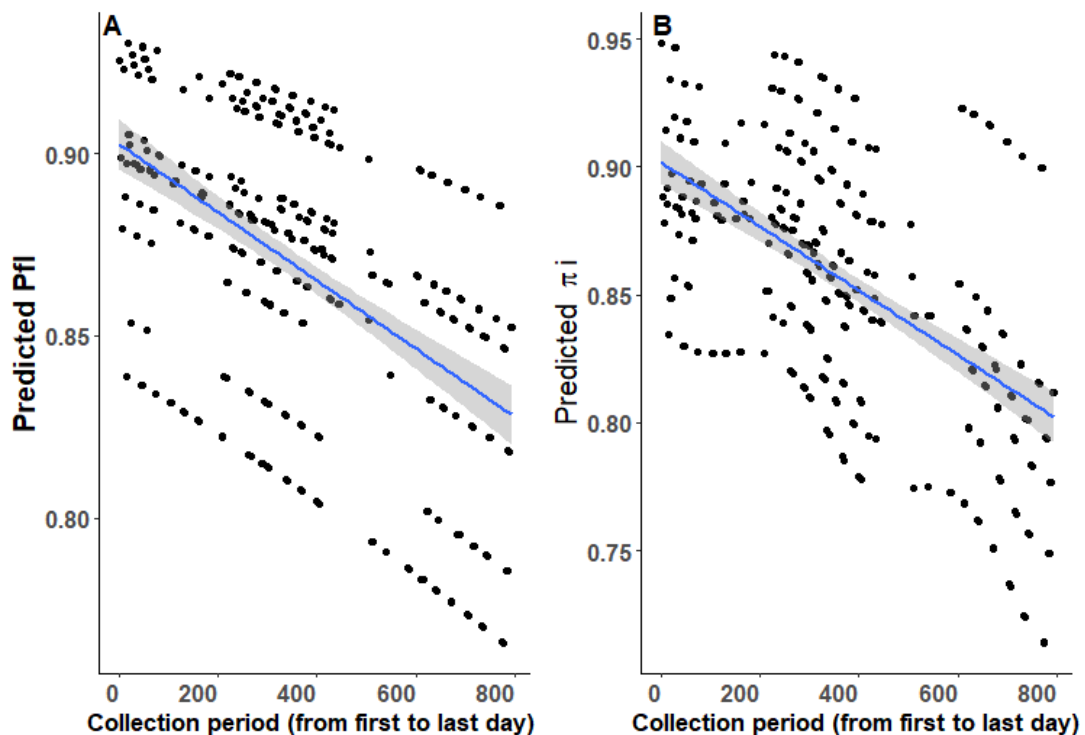 A
Predicted Pfl
0.90
0.85
0.80
0 200 400 600 800
Collection period (from first to last day)
B
Predicted π i
0.95
0.90
0.85
0.80
0.75
0 200 400 600 800
Collection period (from first to last day)